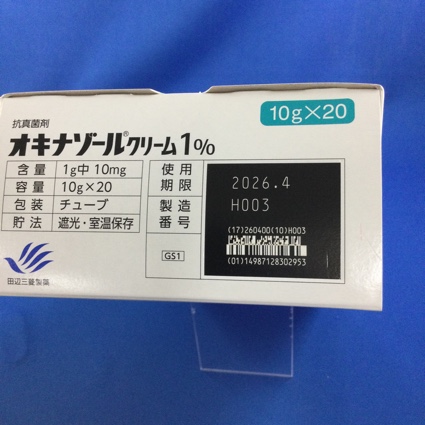 10g×20
抗真菌剤
オキナゾール®クリーム1%
含量 1g中 10mg
容量 10g×20
包装 チューブ
貯法 遮光・室温保存
使用期限 2026.4
製造番号 H003
(17)260400(10)H003
GS1
(01)14987128302953
田辺三菱製薬